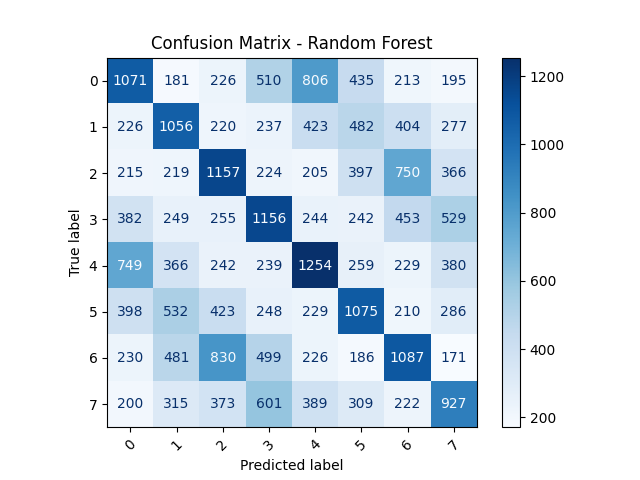 Confusion Matrix - Random Forest
0 1071 181 226 510 806 435 213 195
1 226 1056 220 237 423 482 404 277
2 215 219 1157 224 205 397 750 366
3 382 249 255 1156 244 242 453 529
4 749 366 242 239 1254 259 229 380
5 398 532 423 248 229 1075 210 286
6 230 481 830 499 226 186 1087 171
7 200 315 373 601 389 309 222 927
0 1 2 3 4 5 6 7
Predicted label
True label
1200
1000
800
600
400
200